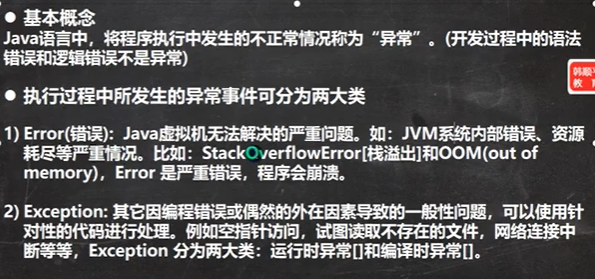 ● 基本概念
Java语言中，将程序执行中发生的不正常情况称为“异常”。(开发过程中的语法
错误和逻辑错误不是异常)
● 执行过程中所发生的异常事件可分为两大类
1) Error(错误)：Java虚拟机无法解决的严重问题。如：JVM系统内部错误、资源
耗尽等严重情况。比如：StackOverflowError[栈溢出]和OOM(out of
memory)，Error 是严重错误，程序会崩溃。
2) Exception: 其它因编程错误或偶然的外在因素导致的一般性问题，可以使用针
对性的代码进行处理。例如空指针访问，试图读取不存在的文件，网络连接中
断等等，Exception 分为两大类：运行时异常[]和编译时异常[]。
韩顺